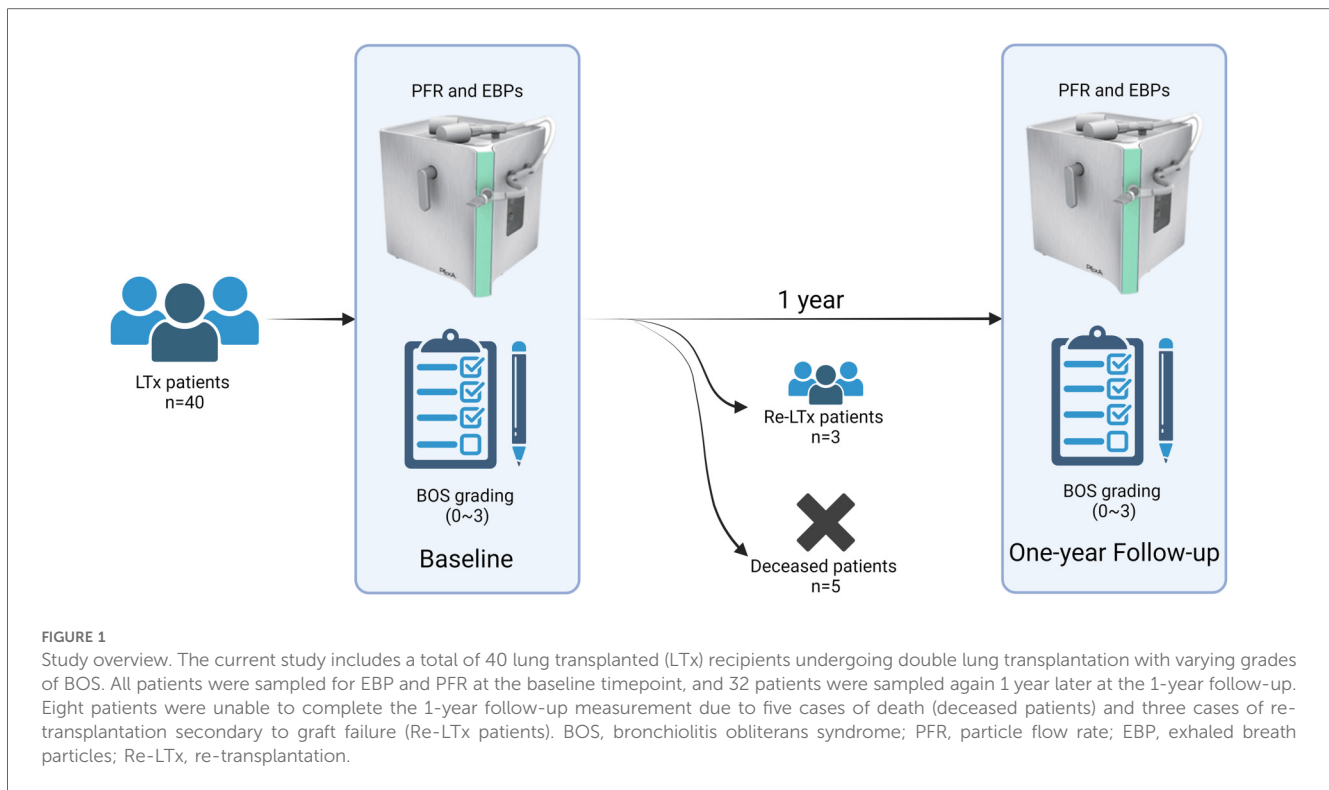 PFR and EBPs
PExA
BOS grading
(0~3)
Baseline
LTx patients
n=40
1 year
Re-LTx patients
n=3
Deceased patients
n=5
PFR and EBPs
PExA
BOS grading
(0~3)
One-year Follow-up
FIGURE 1
Study overview. The current study includes a total of 40 lung transplanted (LTx) recipients undergoing double lung transplantation with varying grades
of BOS. All patients were sampled for EBP and PFR at the baseline timepoint, and 32 patients were sampled again 1 year later at the 1-year follow-up.
Eight patients were unable to complete the 1-year follow-up measurement due to five cases of death (deceased patients) and three cases of re-
transplantation secondary to graft failure (Re-LTx patients). BOS, bronchiolitis obliterans syndrome; PFR, particle flow rate; EBP, exhaled breath
particles; Re-LTx, re-transplantation.